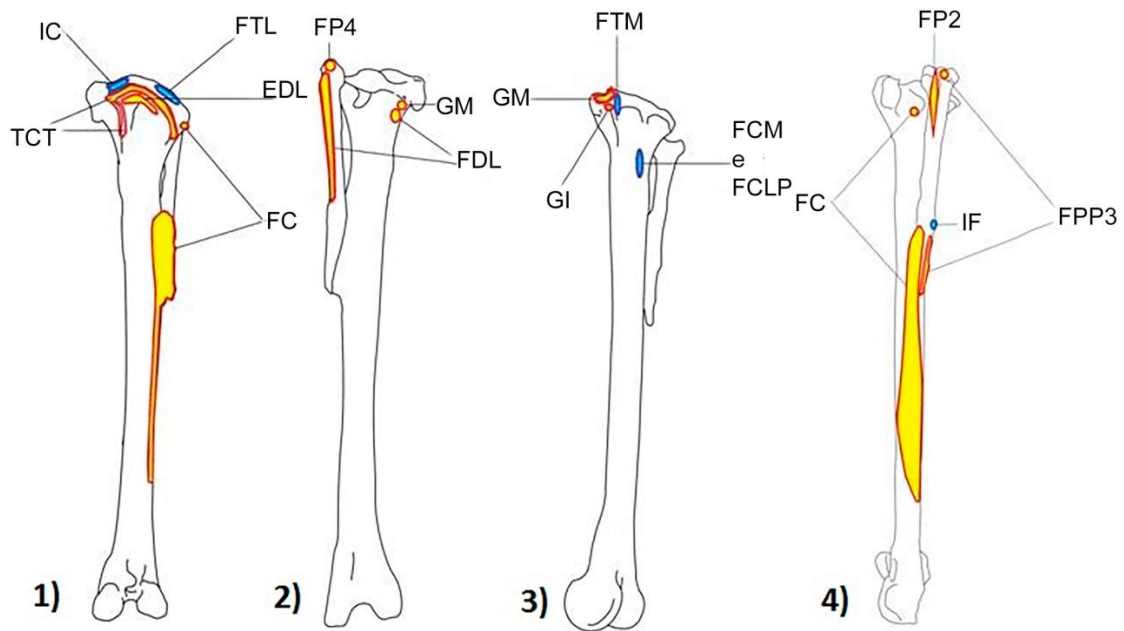 IC
FTL
EDL
TCT
FC
1)
FP4
GM
FDL
2)
FTM
GM
GI
FCM
e
FCLP
3)
FP2
FC
IF
FPP3
4)